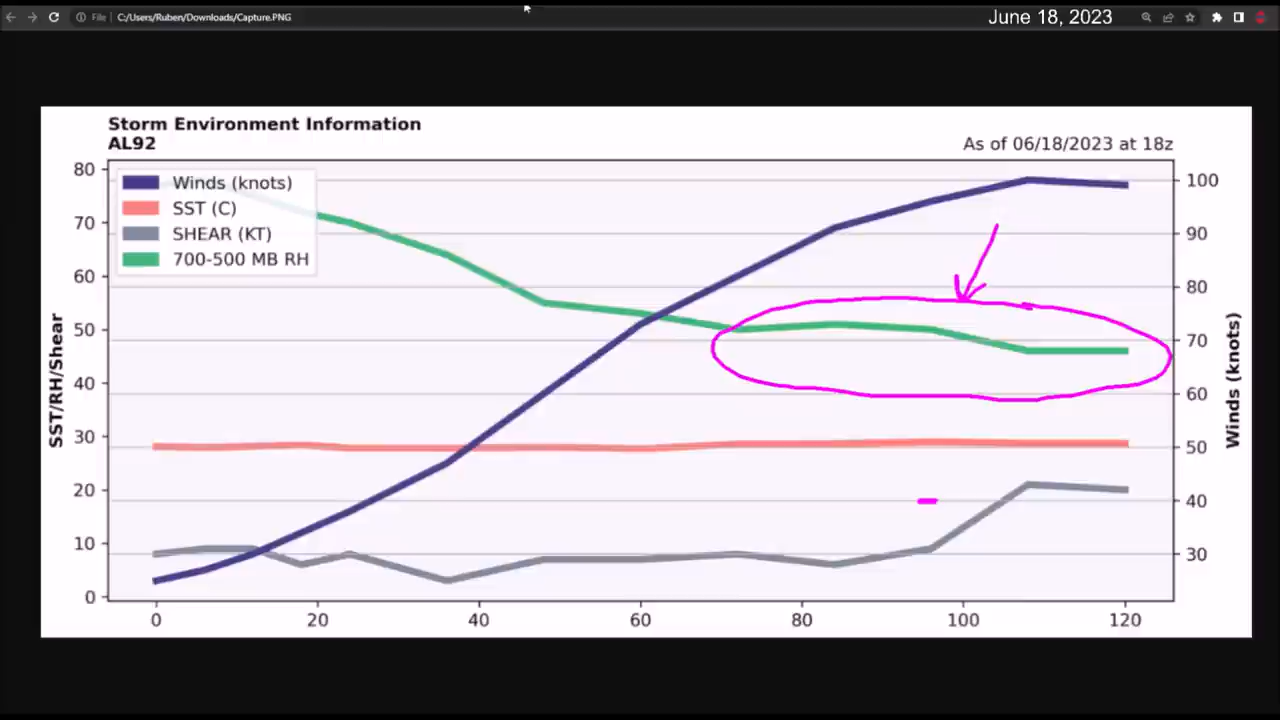 File C:/Users/Ruben/Downloads/Capture.PNG
June 18, 2023
Storm Environment Information
AL92
As of 06/18/2023 at 18z
Winds (knots)
SST (C)
SHEAR (KT)
700-500 MB RH
SST/RH/Shear
80
70
60
50
40
30
20
10
0
100
90
80
70
60
50
40
30
Winds (knots)
0 20 40 60 80 100 120